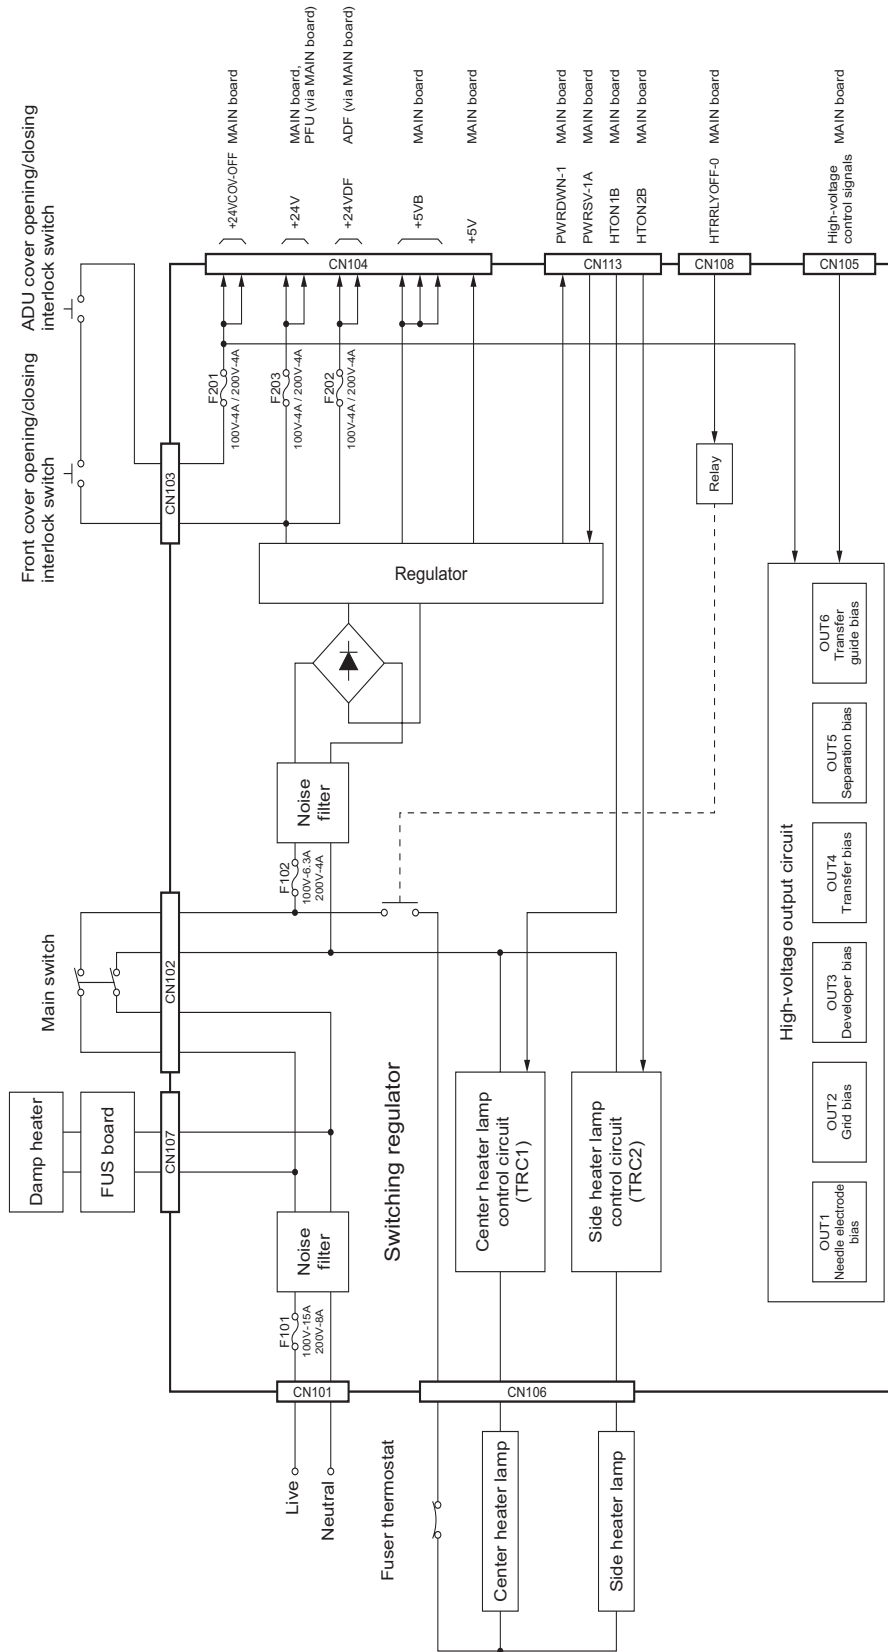 Damp heater
FUS board
CN107
Main switch
CN102
Front cover opening/closing
interlock switch
CN103
ADU cover opening/closing
interlock switch
Live
Neutral
CN101
F101
100V-15A
200V-8A
Noise
filter
F102
100V-6.3A
200V-4A
Noise
filter
Regulator
F201
100V-4A / 200V-4A
F203
100V-4A / 200V-4A
F202
100V-4A / 200V-4A
CN104
+24VCOV-OFF MAIN board
+24V MAIN board,
PFU (via MAIN board)
+24VDF ADF (via MAIN board)
+5VB MAIN board
+5V MAIN board
Switching regulator
Fuser thermostat
CN106
Center heater lamp
Side heater lamp
Center heater lamp
control circuit
(TRC1)
Side heater lamp
control circuit
(TRC2)
Relay
CN113
PWRDWN-1 MAIN board
PWRSV-1A MAIN board
HTON1B MAIN board
HTON2B MAIN board
CN108
HTRRLYOFF-0 MAIN board
CN105
High-voltage
control signals
MAIN board
High-voltage output circuit
OUT1
Needle electrode
bias
OUT2
Grid bias
OUT3
Developer bias
OUT4
Transfer bias
OUT5
Separation bias
OUT6
Transfer
guide bias